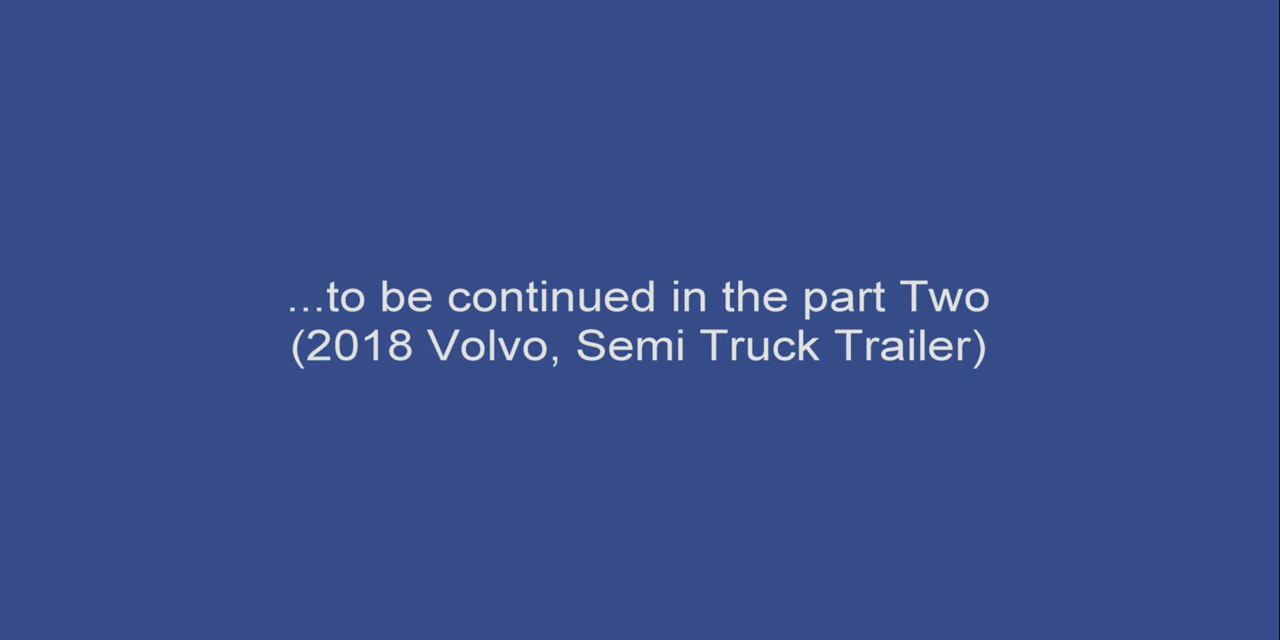 ...to be continued in the part Two
(2018 Volvo, Semi Truck Trailer)